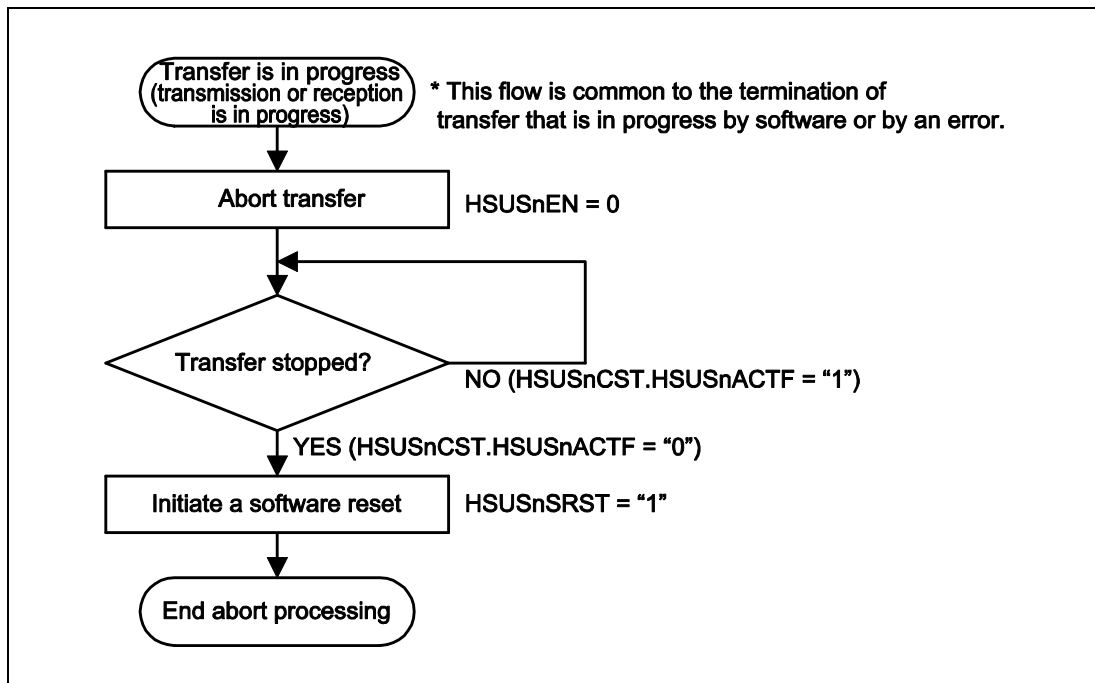 Transfer is in progress
(transmission or reception
is in progress)
* This flow is common to the termination of
transfer that is in progress by software or by an error.
Abort transfer
HSUSnEN = 0
Transfer stopped?
NO (HSUSnCST.HSUSnACTF = “1”)
YES (HSUSnCST.HSUSnACTF = “0”)
Initiate a software reset
HSUSnSRST = “1”
End abort processing